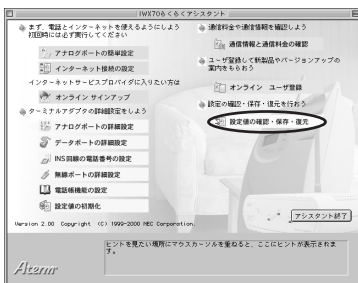 IWX70らくらくアシスタント
まず、電話とインターネットを使えるようにしよう
初回時には必ず実行してください
アナログポートの簡単設定
インターネット接続の設定
インターネットサービスプロバイダに入りたい方は
オンライン サインアップ
ターミナルアダプタの詳細設定をしよう
アナログポートの詳細設定
データポートの詳細設定
INS回線の電話番号の設定
無線ポートの詳細設定
電話帳機能の設定
設定値の初期化
通信料金や通信情報を確認しよう
通信情報と通信料金の確認
ユーザ登録して新製品やバージョンアップの
案内をもらおう
オンライン ユーザ登録
設定の確認・保存・復元を行おう
設定値の確認・保存・復元
アシスタント終了
Version 2.00 Copyright (C) 1999-2000 NEC Corporation.
ヒントを見たい場所にマウスカーソルを重ねると、ここにヒントが表示されま
す。
Aterm